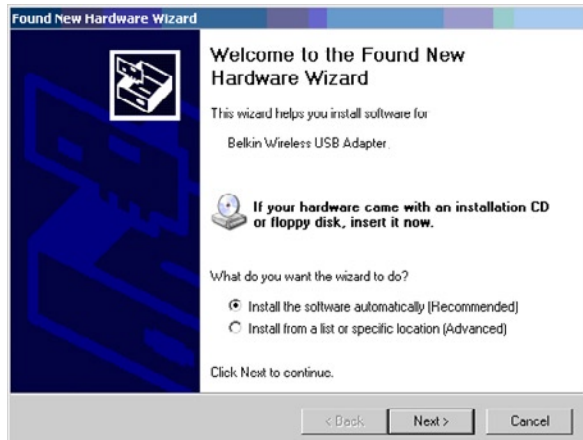 Found New Hardware Wizard
Welcome to the Found New
Hardware Wizard
This wizard helps you install software for
Belkin Wireless USB Adapter.
If your hardware came with an installation CD
or floppy disk, insert it now.
What do you want the wizard to do?
Install the software automatically (Recommended)
Install from a list or specific location (Advanced)
Click Next to continue.
< Back
Next >
Cancel